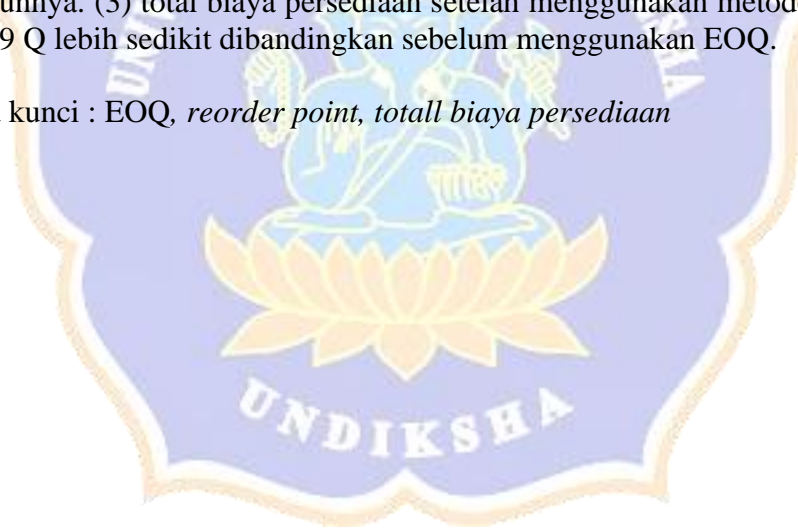 unnya. (3) total biaya persediaan setelah menggunakan metode
9 Q lebih sedikit dibandingkan sebelum menggunakan EOQ.
kunci : EOQ, reorder point, totall biaya persediaan
UNDIKSHA